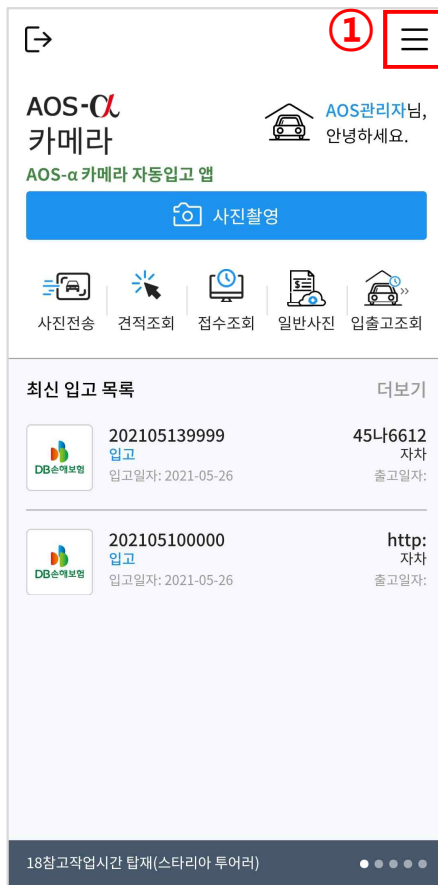 ①
AOS-α
카메라
AOS관리자님,
안녕하세요.
AOS-α 카메라 자동입고 앱
사진촬영
사진전송 견적조회 접수조회 일반사진 입출고조회
최신 입고 목록 더보기
202105139999 45나6612
입고 자차
DB손해보험
입고일자: 2021-05-26 출고일자:
202105100000 http:
입고 자차
DB손해보험
입고일자: 2021-05-26 출고일자:
18참고작업시간 탑재(스타리아 투어러)